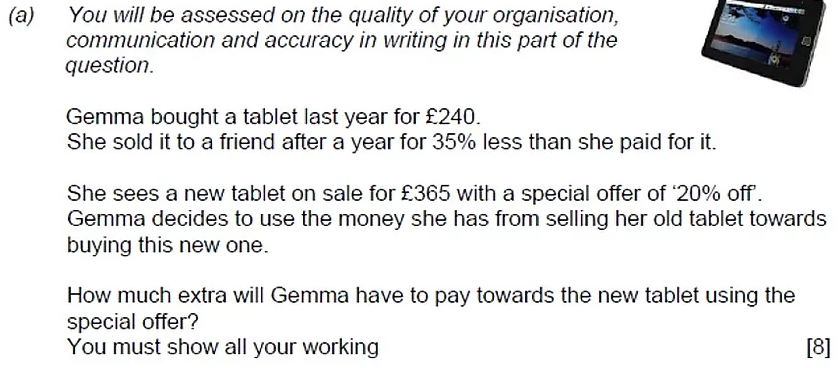 (a) You will be assessed on the quality of your organisation,
communication and accuracy in writing in this part of the
question.
Gemma bought a tablet last year for £240.
She sold it to a friend after a year for 35% less than she paid for it.
She sees a new tablet on sale for £365 with a special offer of ‘20% off’.
Gemma decides to use the money she has from selling her old tablet towards
buying this new one.
How much extra will Gemma have to pay towards the new tablet using the
special offer?
You must show all your working [8]